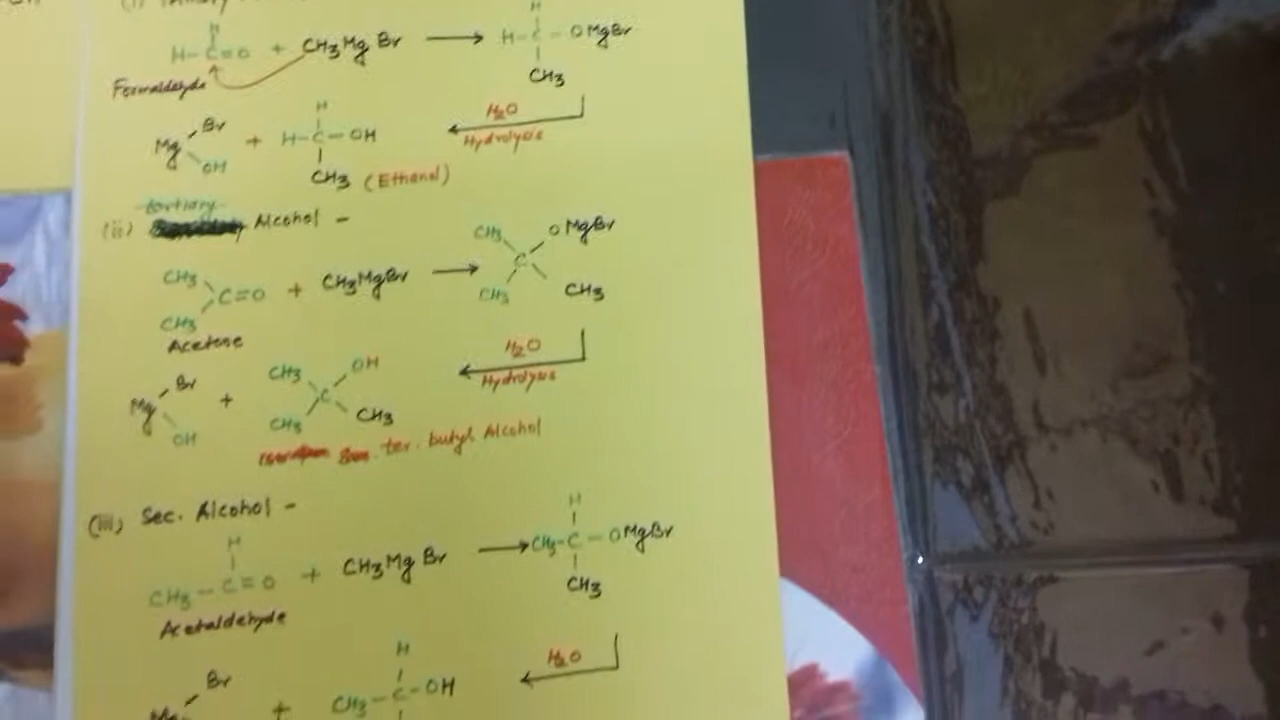 (i)
H
H
H-C=O + CH3MgBr → H-C-OMgBr
CH3
Formaldehyde
H2O
Hydrolysis
H
Br
Mg + H-C-OH
OH
CH3 (Ethanol)
tertiary
(ii) Alcohol -
CH3 CH3 OMgBr
C=O + CH3MgBr → C
CH3 CH3 CH3
Acetone
H2O
Hydrolysis
Br CH3 OH
Mg + C
OH CH3 CH3
ter. butyl Alcohol
(iii) Sec. Alcohol -
H H
CH3-C=O + CH3MgBr → CH3-C-OMgBr
CH3
Acetaldehyde
H2O
H
Br
Mg + CH3-C-OH